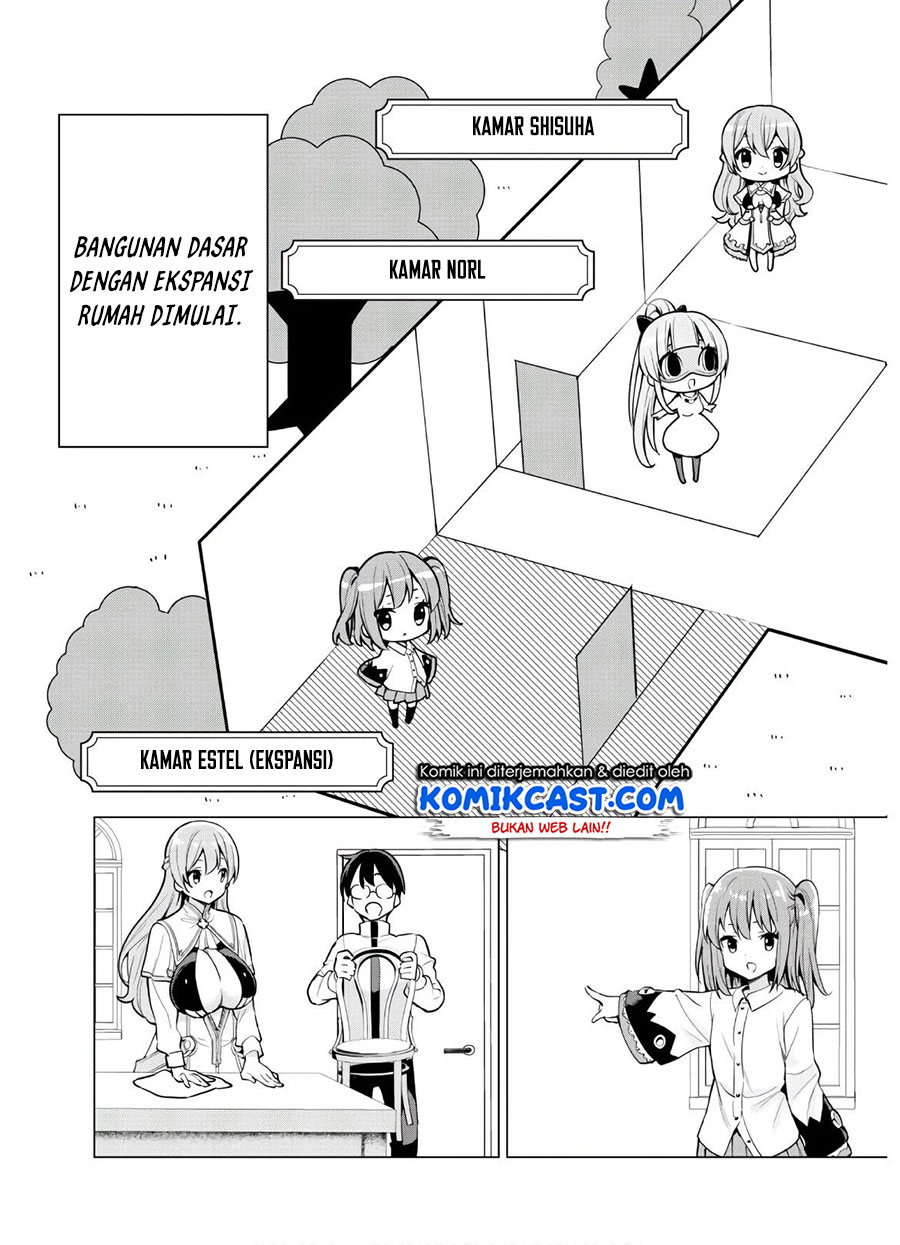 KAMAR SHISUHA
BANGUNAN DASAR
DENGAN EKSPANSI
RUMAH DIMULAI.
KAMAR NORL
KAMAR ESTEL (EKSPANSI)
Komik ini diterjemahkan & diedit oleh
KOMIKCAST.COM
BUKAN WEB LAIN!!